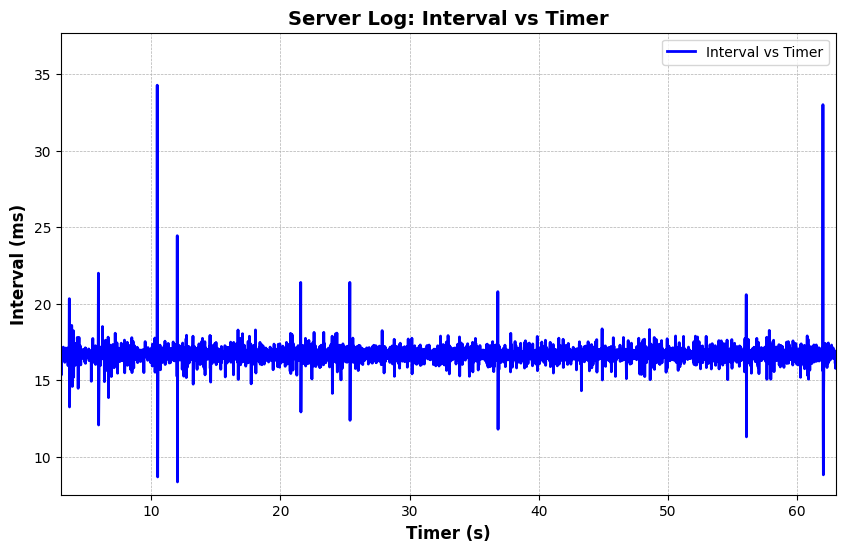 Server Log: Interval vs Timer
Interval vs Timer
Interval (ms)
35
30
25
20
15
10
10 20 30 40 50 60
Timer (s)